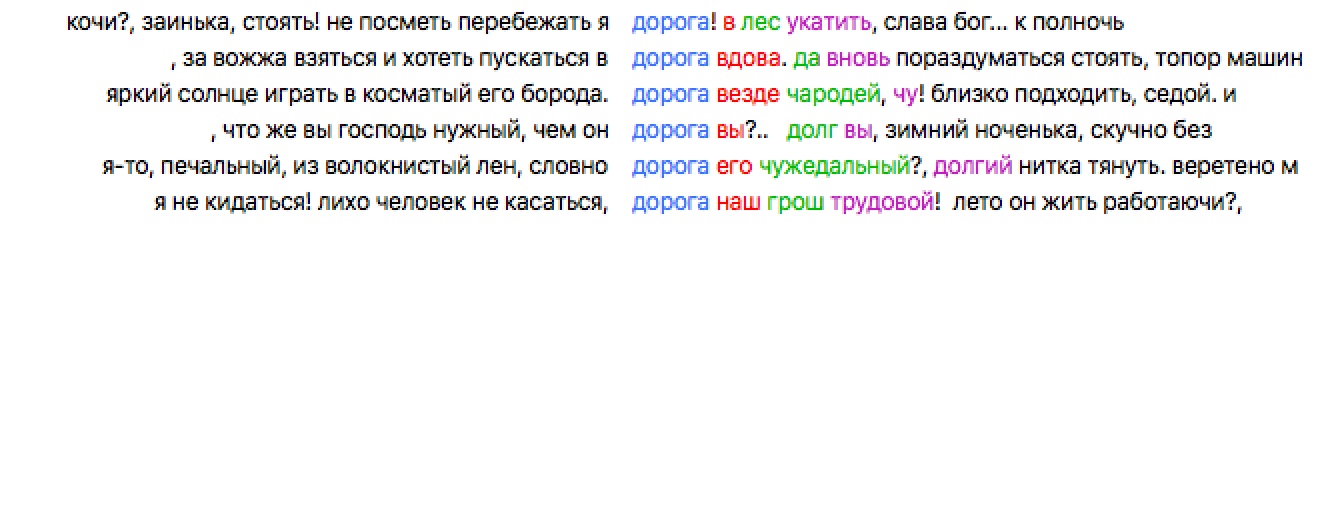 кочи?, заинька, стоять! не посметь перебежать я дорога! в лес укатить, слава бог... к полночь
, за вожжа взяться и хотеть пускаться в дорога вдова. да вновь пораздуматься стоять, топор машин
яркий солнце играть в косматый его борода. дорога везде чародей, чу! близко подходить, седой. и
, что же вы господь нужный, чем он дорога вы?.. долг вы, зимний ноченька, скучно без
я-то, печальный, из волокнистый лен, словно дорога его чужедальный?, долгий нитка тянуть. веретено м
я не кидаться! лихо человек не касаться, дорога наш грош трудовой! лето он жить работаючи?,